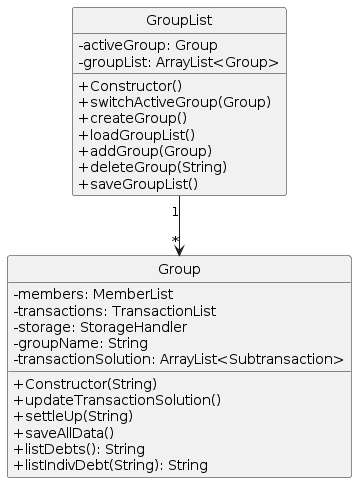 GroupList
-activeGroup: Group
-groupList: ArrayList<Group>
+Constructor()
+switchActiveGroup(Group)
+createGroup()
+loadGroupList()
+addGroup(Group)
+deleteGroup(String)
+saveGroupList()
1
*
Group
-members: MemberList
-transactions: TransactionList
-storage: StorageHandler
-groupName: String
-transactionSolution: ArrayList<Subtransaction>
+Constructor(String)
+updateTransactionSolution()
+settleUp(String)
+saveAllData()
+listDebts(): String
+listIndivDebt(String): String